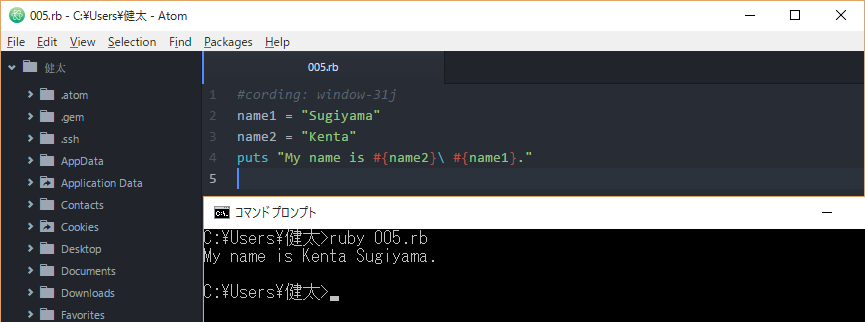 005.rb - C:¥Users¥健太 - Atom
File Edit View Selection Find Packages Help
健太
005.rb
.atom
.gem
.ssh
AppData
Application Data
Contacts
Cookies
Desktop
Documents
Downloads
Favorites
1 #cording: window-31j
2 name1 = "Sugiyama"
3 name2 = "Kenta"
4 puts "My name is #{name2}\ #{name1}."
5
コマンドプロンプト
C:¥Users¥健太>ruby 005.rb
My name is Kenta Sugiyama.
C:¥Users¥健太>